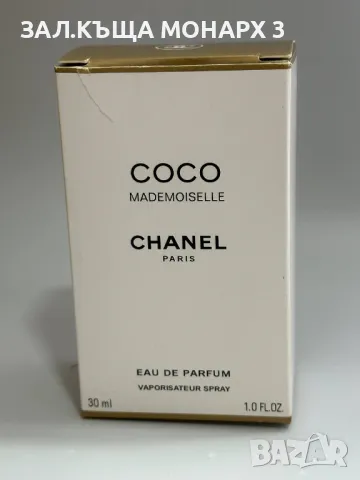 ЗАЛ.КЪЩА МОНАРХ 3
COCO
MADEMOISELLE
CHANEL
PARIS
EAU DE PARFUM
VAPORISATEUR SPRAY
30 ml 1.0 FL.OZ.
BAZAR